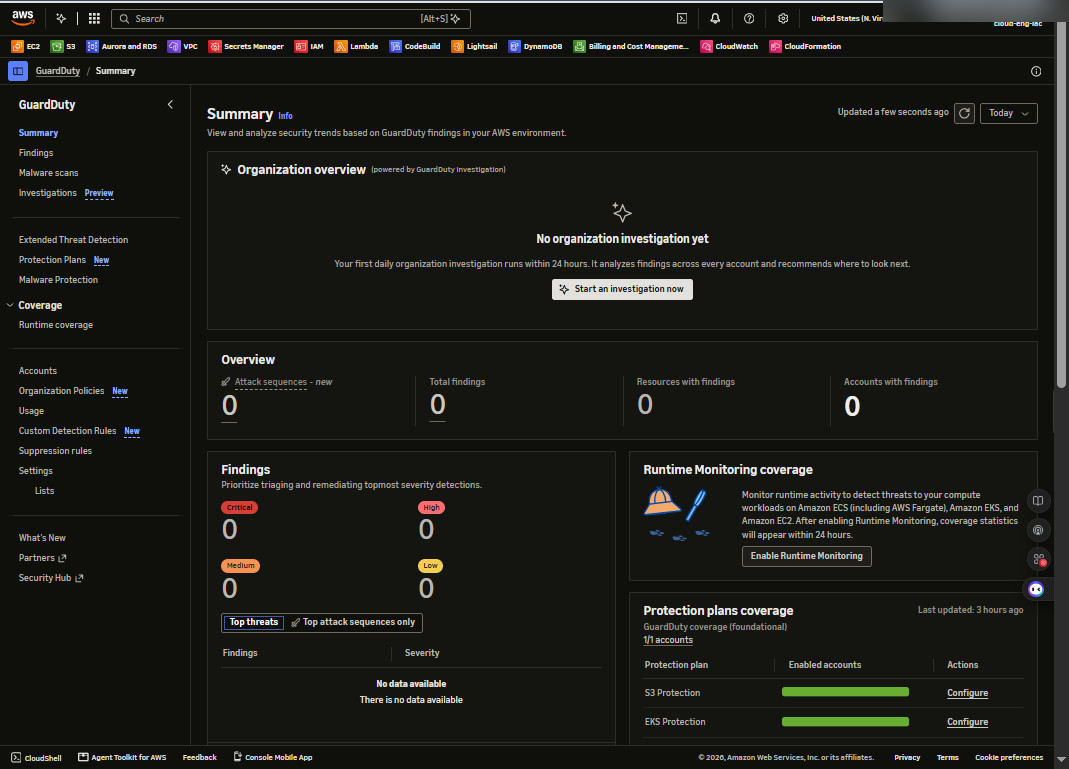 aws
Search
[Alt+S]
United States (N. Vir
cloud-eng-lac
EC2
S3
Aurora and RDS
VPC
Secrets Manager
IAM
Lambda
CodeBuild
Lightsail
DynamoDB
Billing and Cost Manageme...
CloudWatch
CloudFormation
GuardDuty / Summary
GuardDuty
Summary
Findings
Malware scans
Investigations Preview
Extended Threat Detection
Protection Plans New
Malware Protection
Coverage
Runtime coverage
Accounts
Organization Policies New
Usage
Custom Detection Rules New
Suppression rules
Settings
Lists
What's New
Partners
Security Hub
Summary Info
View and analyze security trends based on GuardDuty findings in your AWS environment.
Updated a few seconds ago
Today
Organization overview (powered by GuardDuty Investigation)
No organization investigation yet
Your first daily organization investigation runs within 24 hours. It analyzes findings across every account and recommends where to look next.
Start an investigation now
Overview
Attack sequences - new
0
Total findings
0
Resources with findings
0
Accounts with findings
0
Findings
Prioritize triaging and remediating topmost severity detections.
Critical
0
High
0
Medium
0
Low
0
Top threats
Top attack sequences only
Findings
Severity
No data available
There is no data available
Runtime Monitoring coverage
Monitor runtime activity to detect threats to your compute
workloads on Amazon ECS (including AWS Fargate), Amazon EKS, and
Amazon EC2. After enabling Runtime Monitoring, coverage statistics
will appear within 24 hours.
Enable Runtime Monitoring
Protection plans coverage
Last updated: 3 hours ago
GuardDuty coverage (foundational)
1/1 accounts
Protection plan
Enabled accounts
Actions
S3 Protection
Configure
EKS Protection
Configure
CloudShell
Agent Toolkit for AWS
Feedback
Console Mobile App
© 2026, Amazon Web Services, Inc. or its affiliates.
Privacy
Terms
Cookie preferences